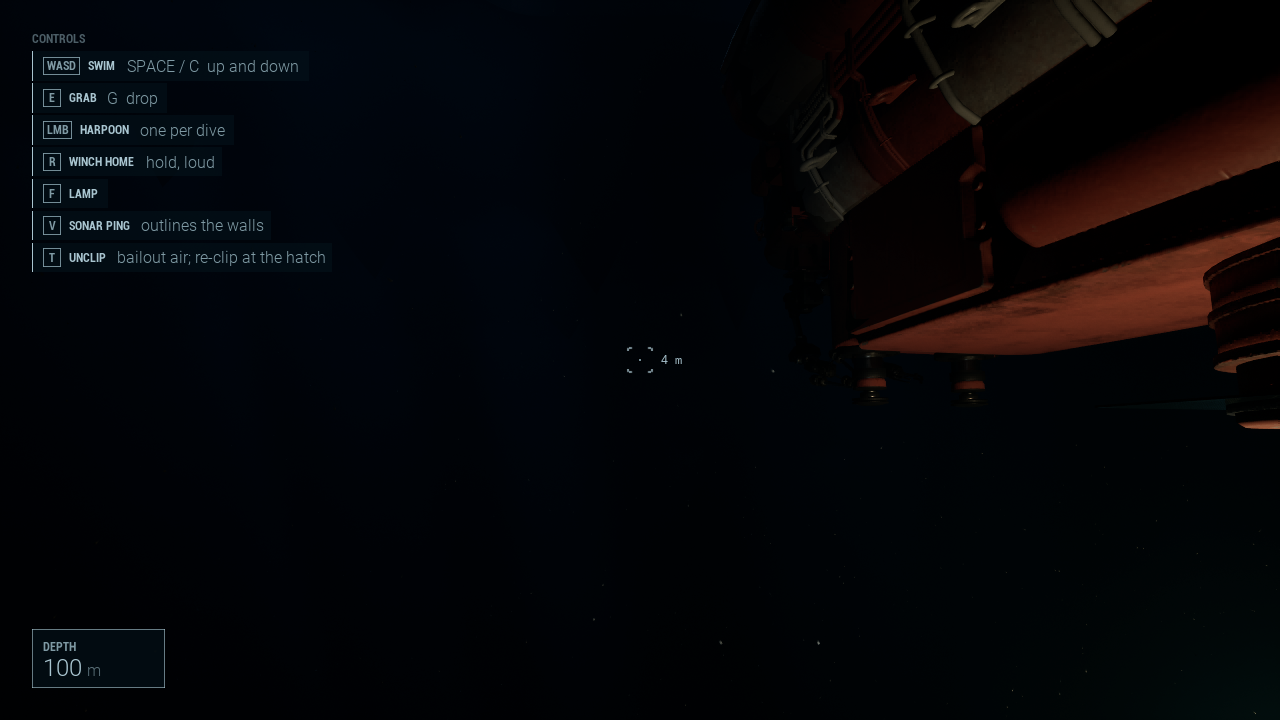 CONTROLS
WASD SWIM SPACE / C up and down
E GRAB G drop
LMB HARPOON one per dive
R WINCH HOME hold, loud
F LAMP
V SONAR PING outlines the walls
T UNCLIP bailout air; re-clip at the hatch
4 m
DEPTH
100 m